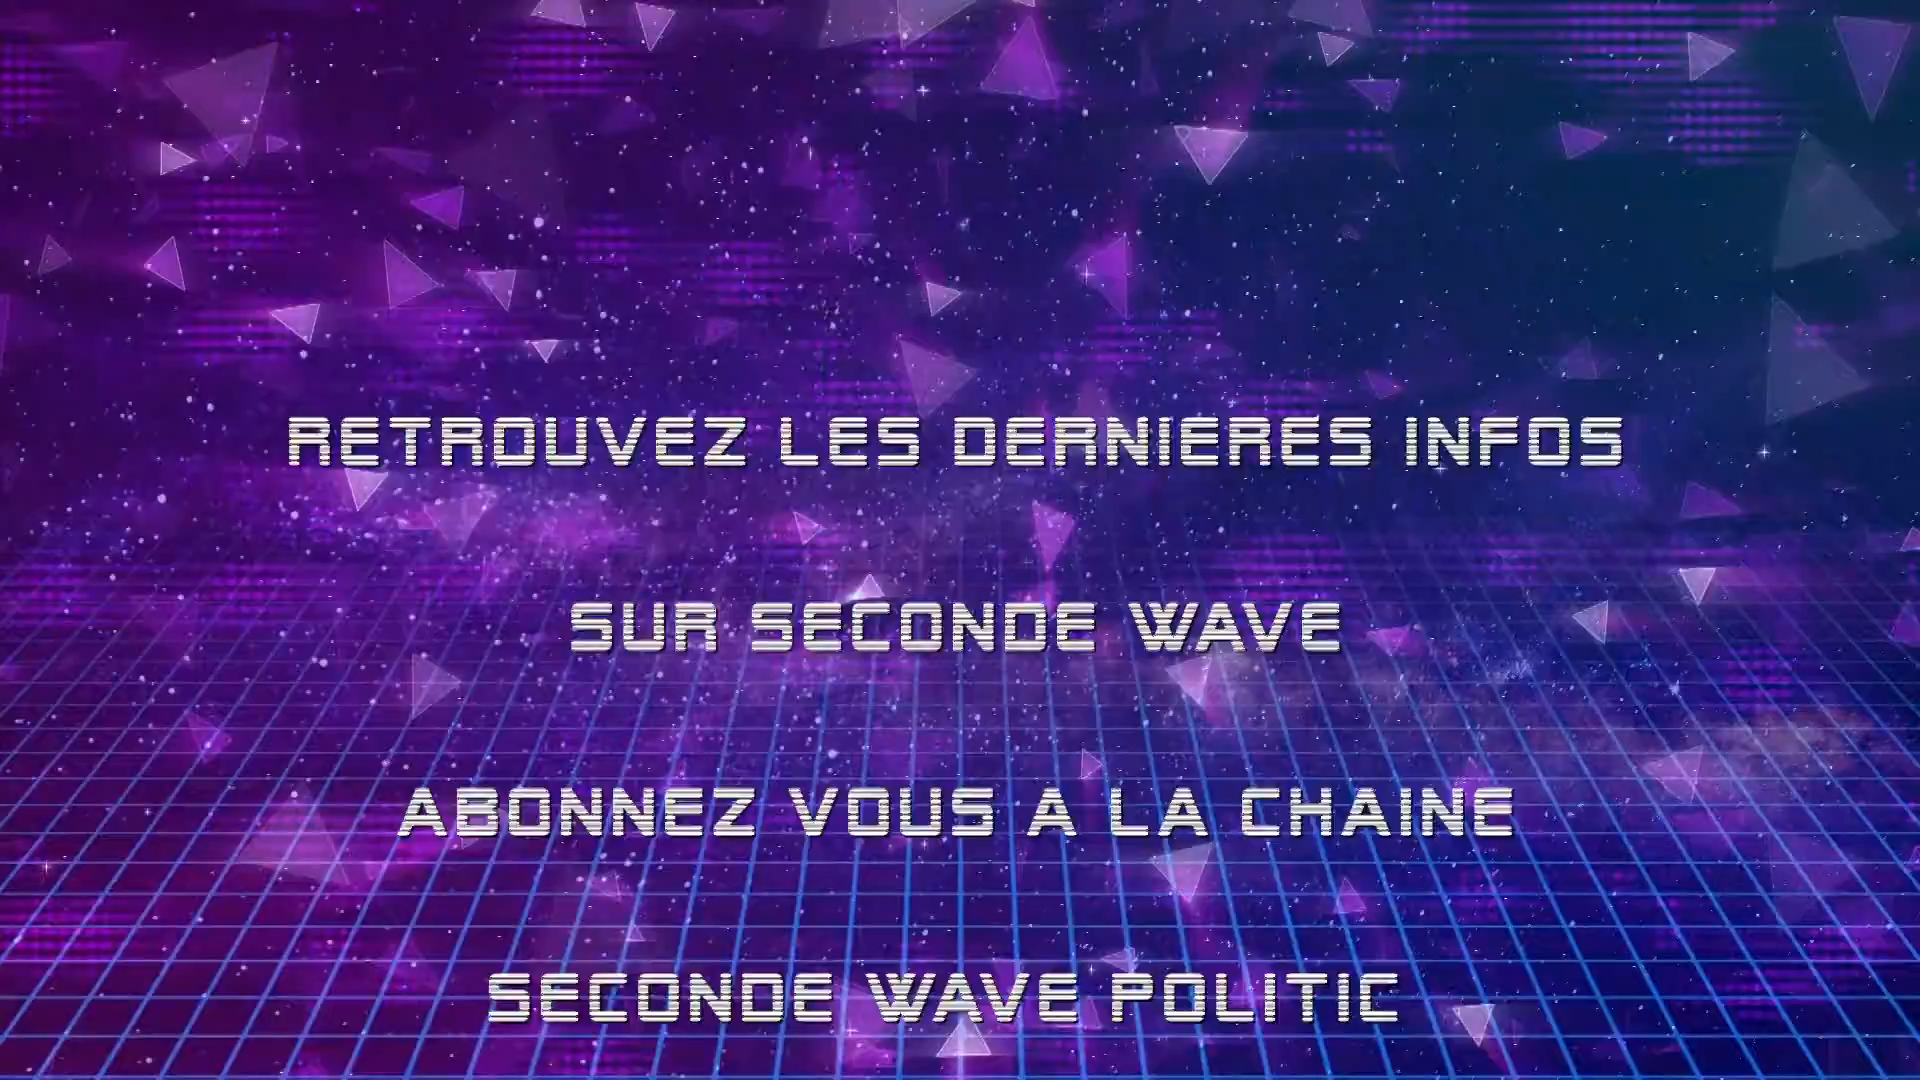 RETROUVEZ LES DERNIERES INFOS
SUR SECONDE WAVE
ABONNEZ VOUS A LA CHAINE
SECONDE WAVE POLITIC